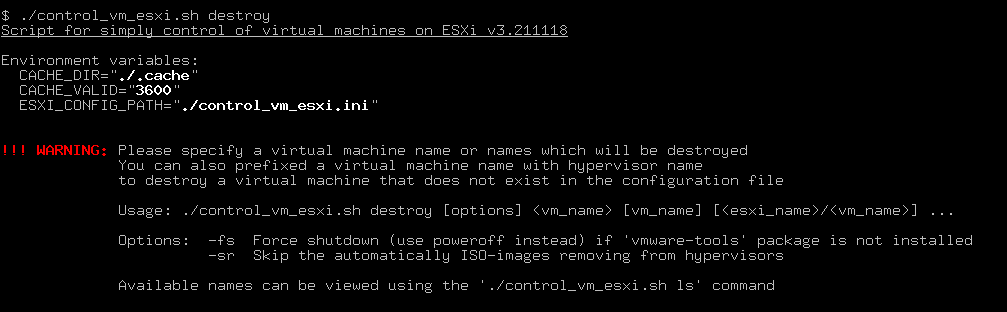 $ ./control_vm_esxi.sh destroy
Script for simply control of virtual machines on ESXi v3.211118
Environment variables:
CACHE_DIR="./.cache"
CACHE_VALID="3600"
ESXI_CONFIG_PATH="./control_vm_esxi.ini"
!!! WARNING: Please specify a virtual machine name or names which will be destroyed
You can also prefixed a virtual machine name with hypervisor name
to destroy a virtual machine that does not exist in the configuration file
Usage: ./control_vm_esxi.sh destroy [options] <vm_name> [vm_name] [<esxi_name>/<vm_name>] ...
Options: -fs Force shutdown (use poweroff instead) if 'vmware-tools' package is not installed
-sr Skip the automatically ISO-images removing from hypervisors
Available names can be viewed using the './control_vm_esxi.sh ls' command